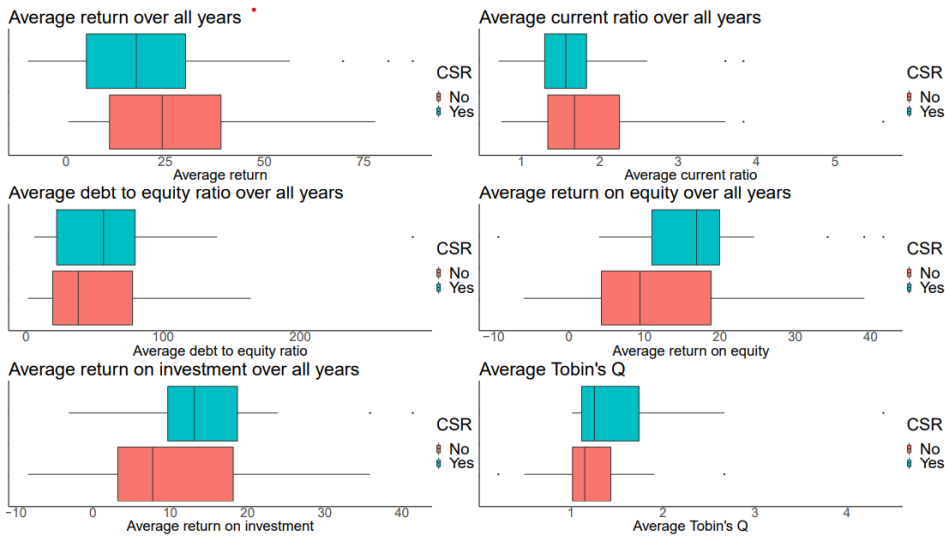 Average return over all years
CSR
No
Yes
0 25 50 75
Average return
Average current ratio over all years
CSR
No
Yes
1 2 3 4 5
Average current ratio
Average debt to equity ratio over all years
CSR
No
Yes
0 100 200
Average debt to equity ratio
Average return on equity over all years
CSR
No
Yes
−10 0 10 20 30 40
Average return on equity
Average return on investment over all years
CSR
No
Yes
−10 0 10 20 30 40
Average return on investment
Average Tobin's Q
CSR
No
Yes
1 2 3 4
Average Tobin's Q